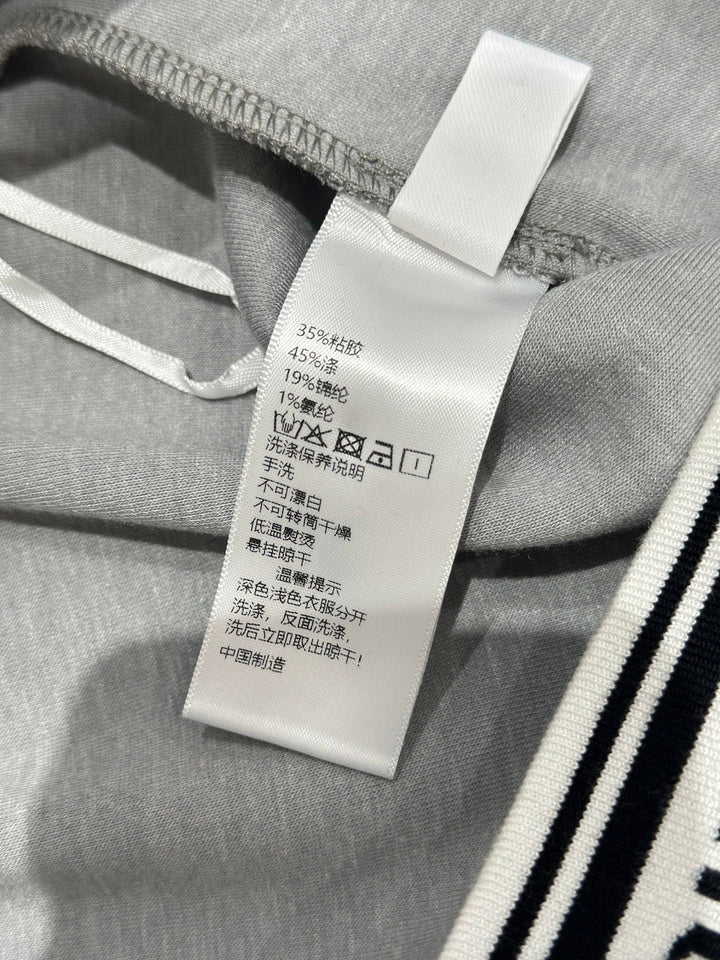 35%粘胶
45%涤
19%锦纶
1%氨纶
洗涤保养说明
手洗
不可漂白
不可转筒干燥
低温熨烫
悬挂晾干
温馨提示
深色浅色衣服分开
洗涤，反面洗涤，
洗后立即取出晾干！
中国制造